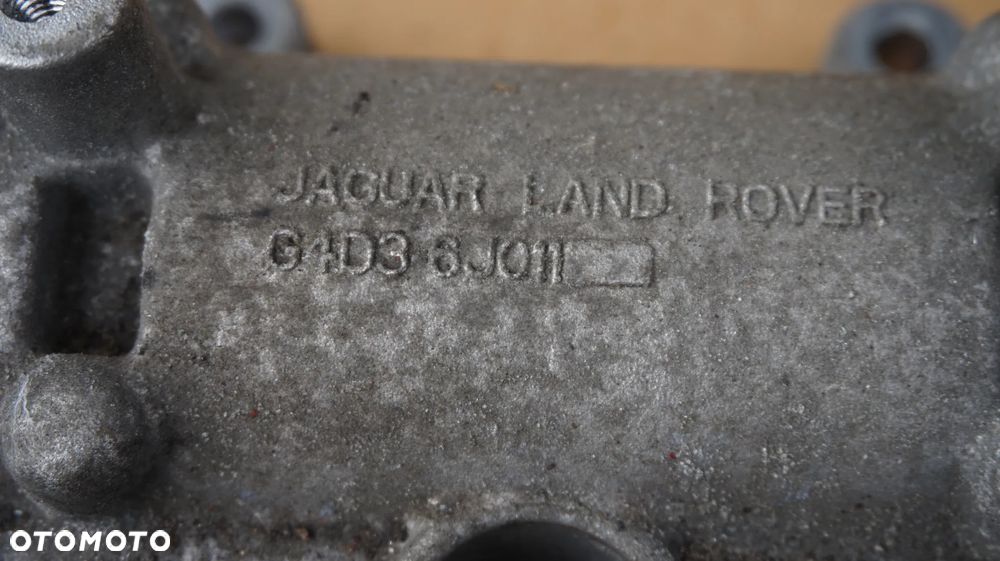 JAGUAR LAND ROVER
G4D3 6J011
OTOMOTO